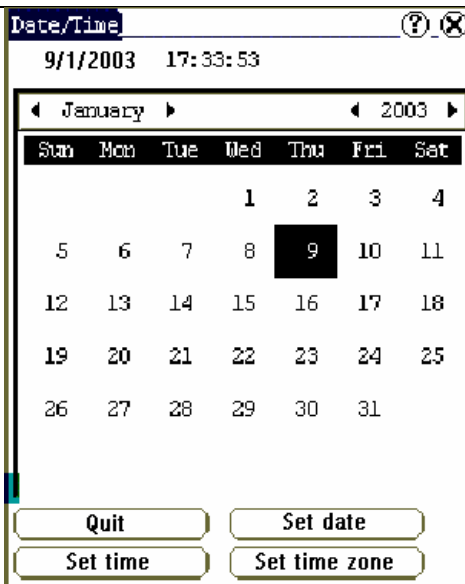 Date/Time
9/1/2003 17:33:53
January 2003
Sun Mon Tue Wed Thu Fri Sat
1 2 3 4
5 6 7 8 9 10 11
12 13 14 15 16 17 18
19 20 21 22 23 24 25
26 27 28 29 30 31
Quit Set date
Set time Set time zone